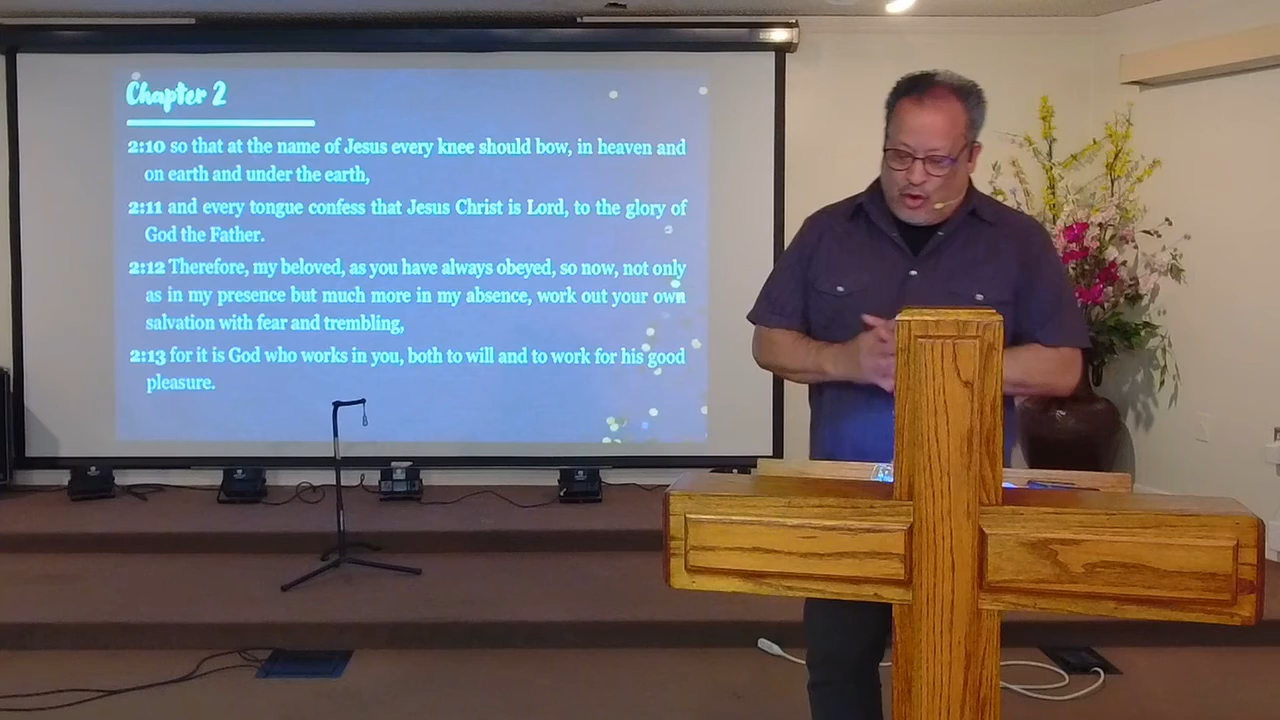 Chapter 2
2:10 so that at the name of Jesus every knee should bow, in heaven and
on earth and under the earth,
2:11 and every tongue confess that Jesus Christ is Lord, to the glory of
God the Father.
2:12 Therefore, my beloved, as you have always obeyed, so now, not only
as in my presence but much more in my absence, work out your own
salvation with fear and trembling,
2:13 for it is God who works in you, both to will and to work for his good
pleasure.